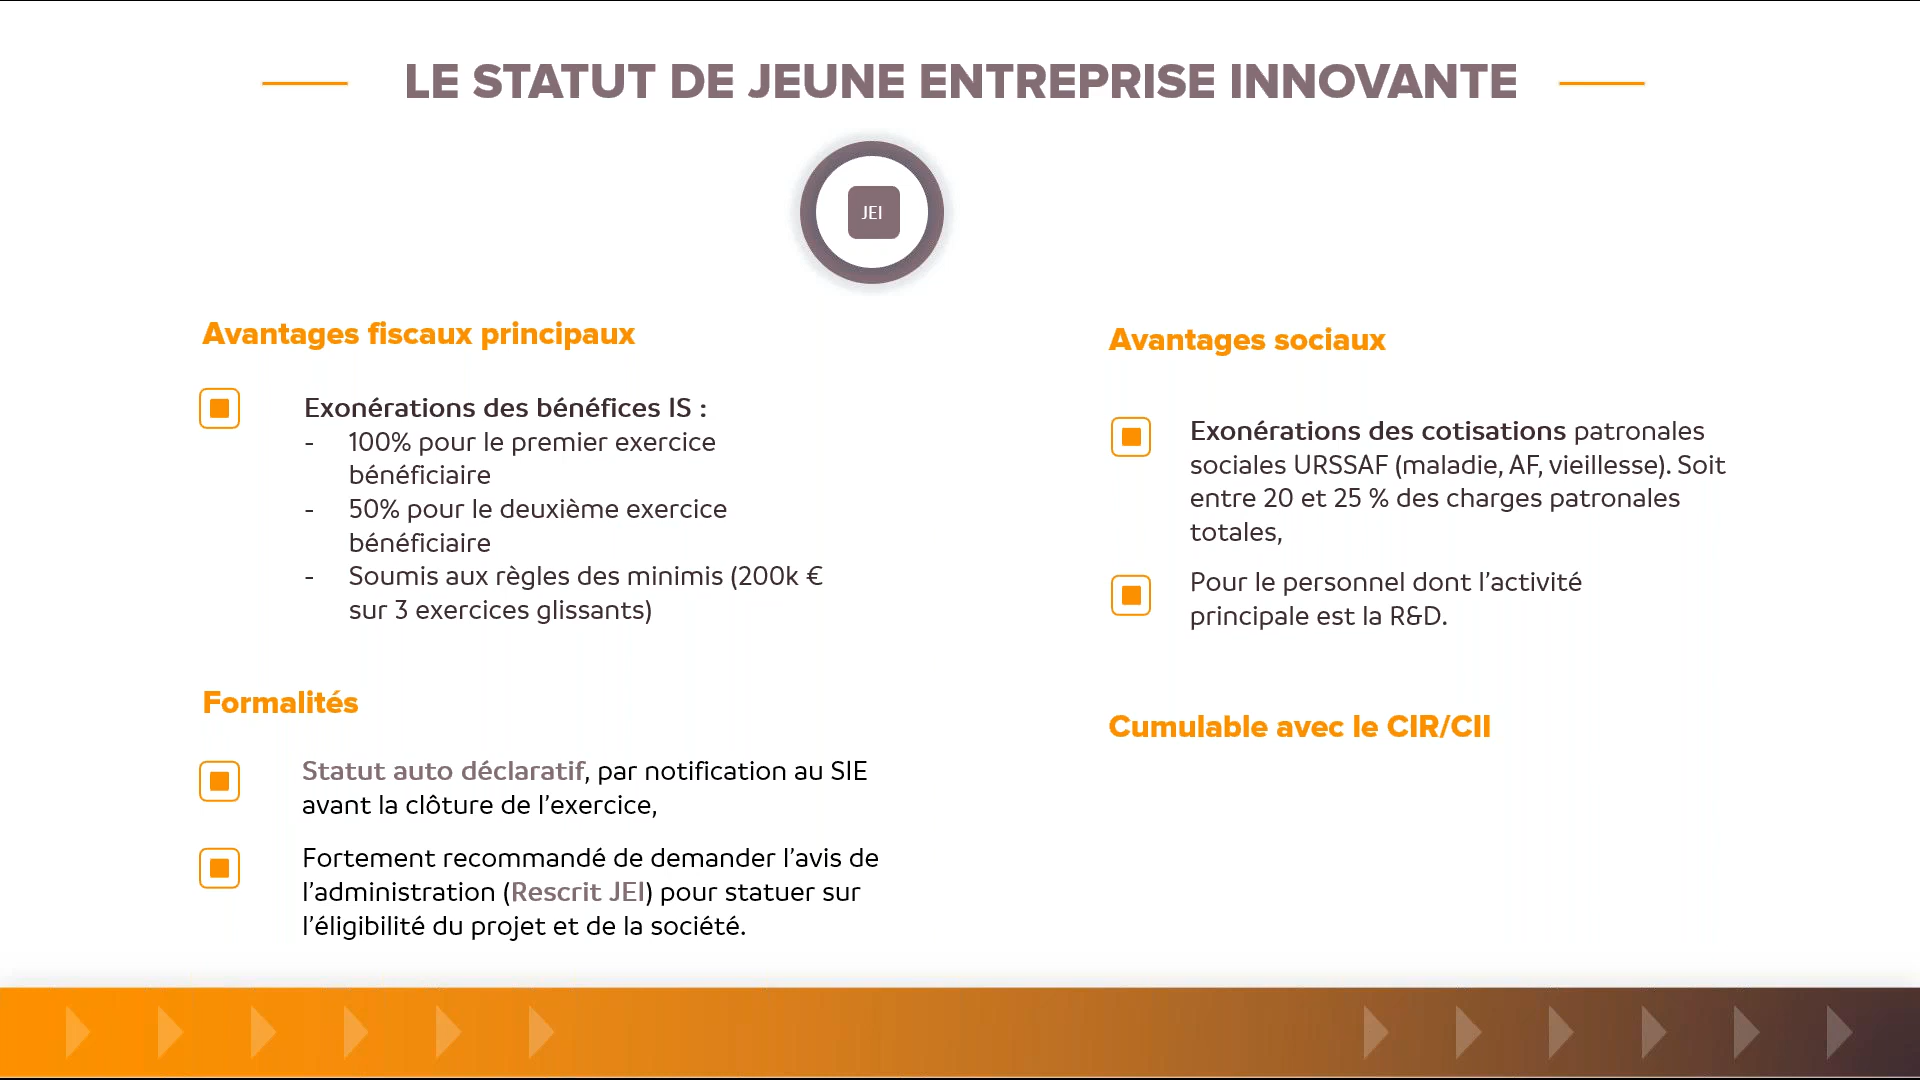 LE STATUT DE JEUNE ENTREPRISE INNOVANTE
JEI
Avantages fiscaux principaux
Exonérations des bénéfices IS :
- 100% pour le premier exercice
bénéficiaire
- 50% pour le deuxième exercice
bénéficiaire
- Soumis aux règles des minimis (200k €
sur 3 exercices glissants)
Formalités
Statut auto déclaratif, par notification au SIE
avant la clôture de l’exercice,
Fortement recommandé de demander l’avis de
l’administration (Rescrit JEI) pour statuer sur
l’éligibilité du projet et de la société.
Avantages sociaux
Exonérations des cotisations patronales
sociales URSSAF (maladie, AF, vieillesse). Soit
entre 20 et 25 % des charges patronales
totales,
Pour le personnel dont l’activité
principale est la R&D.
Cumulable avec le CIR/CII